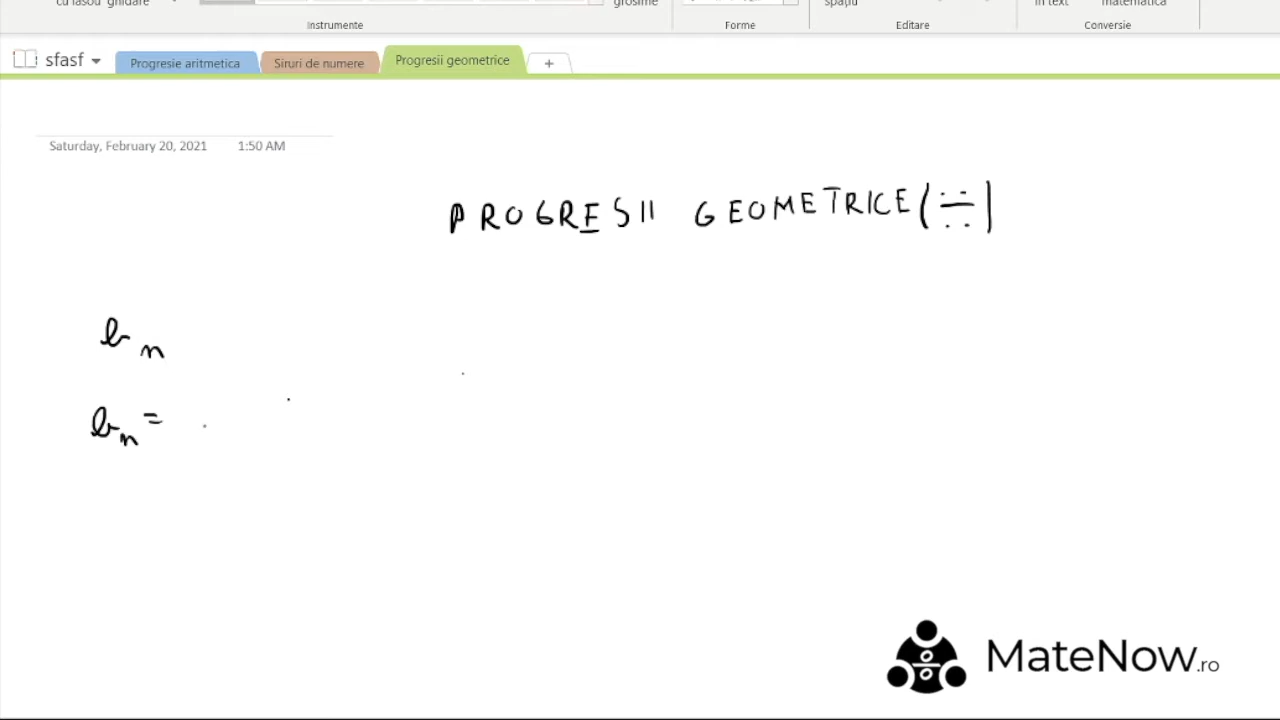 cu lasou ghidare grosime spațiu în text matematică
Instrumente Forme Editare Conversie
sfasf Progresie aritmetica Siruri de numere Progresii geometrice +
Saturday, February 20, 2021 1:50 AM
PROGRESII GEOMETRICE (÷)
b_n
b_n =
MateNow.ro